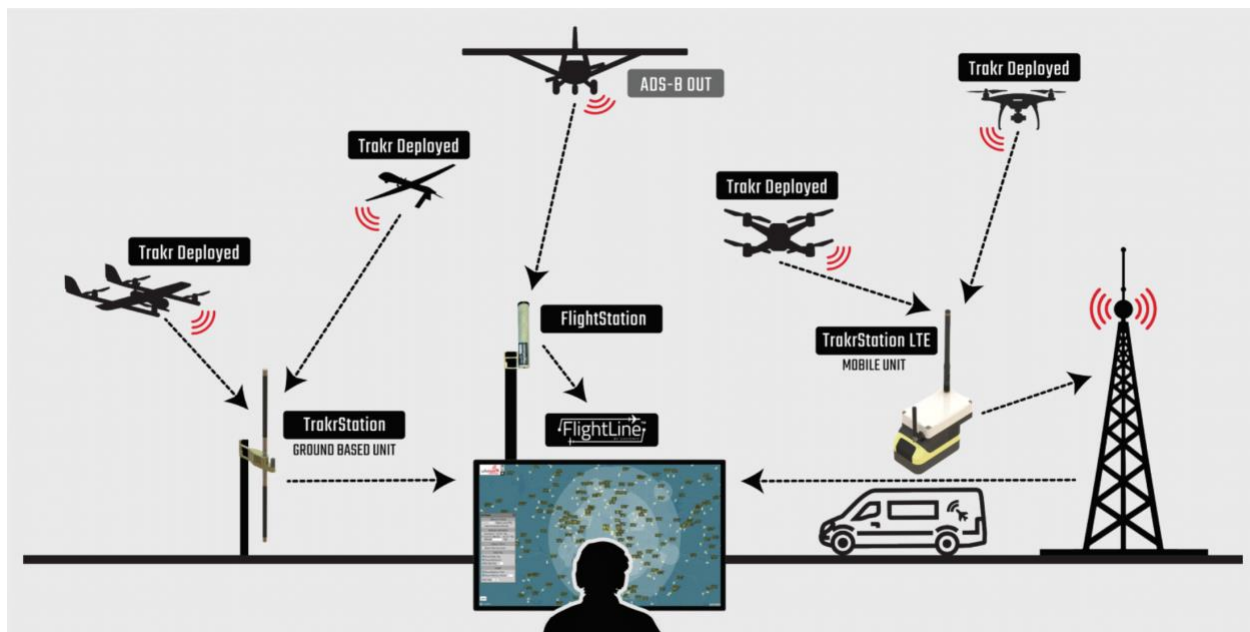 ADS-B OUT
Trakr Deployed
Trakr Deployed
Trakr Deployed
Trakr Deployed
FlightStation
TrakrStation LTE
MOBILE UNIT
TrakrStation
GROUND BASED UNIT
FlightLine